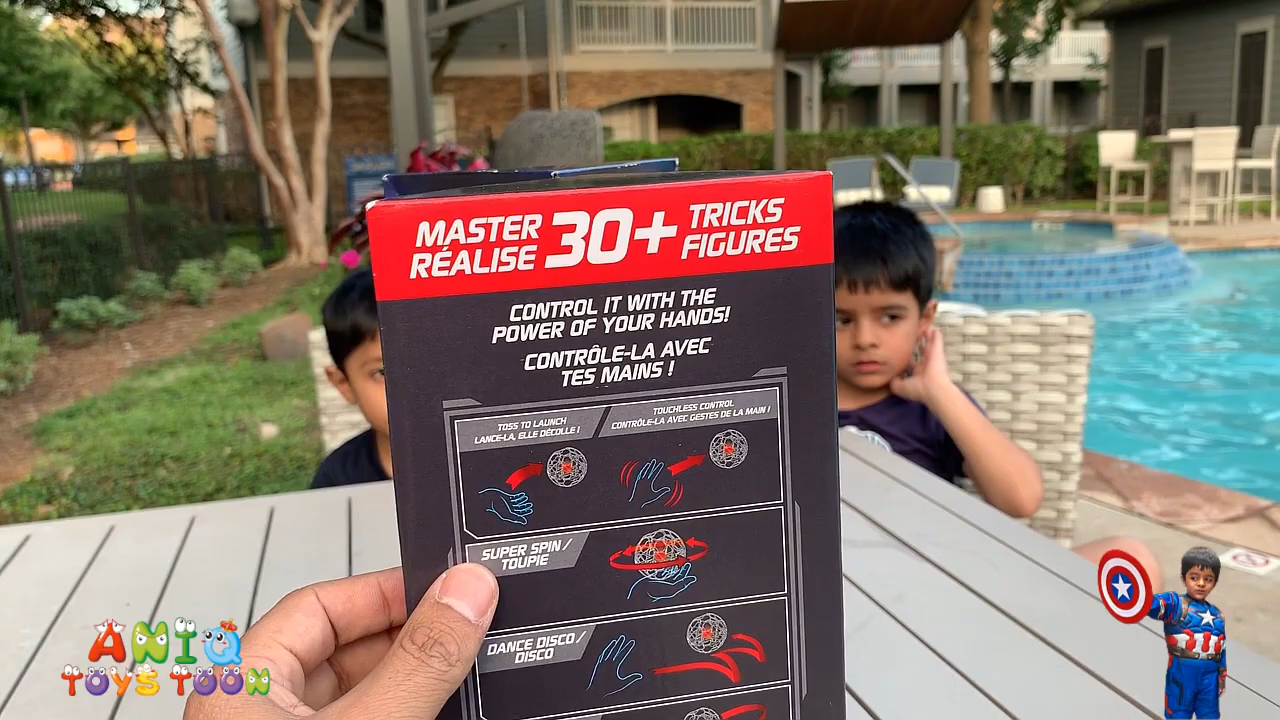 MASTER 30+ TRICKS
RÉALISE FIGURES
CONTROL IT WITH THE
POWER OF YOUR HANDS!
CONTRÔLE-LA AVEC
TES MAINS !
TOSS TO LAUNCH
LANCE-LA, ELLE DÉCOLLE !
TOUCHLESS CONTROL
CONTRÔLE-LA AVEC GESTES DE LA MAIN !
SUPER SPIN /
TOUPIE
DANCE DISCO /
DISCO
ANIQ
TOYS TOON